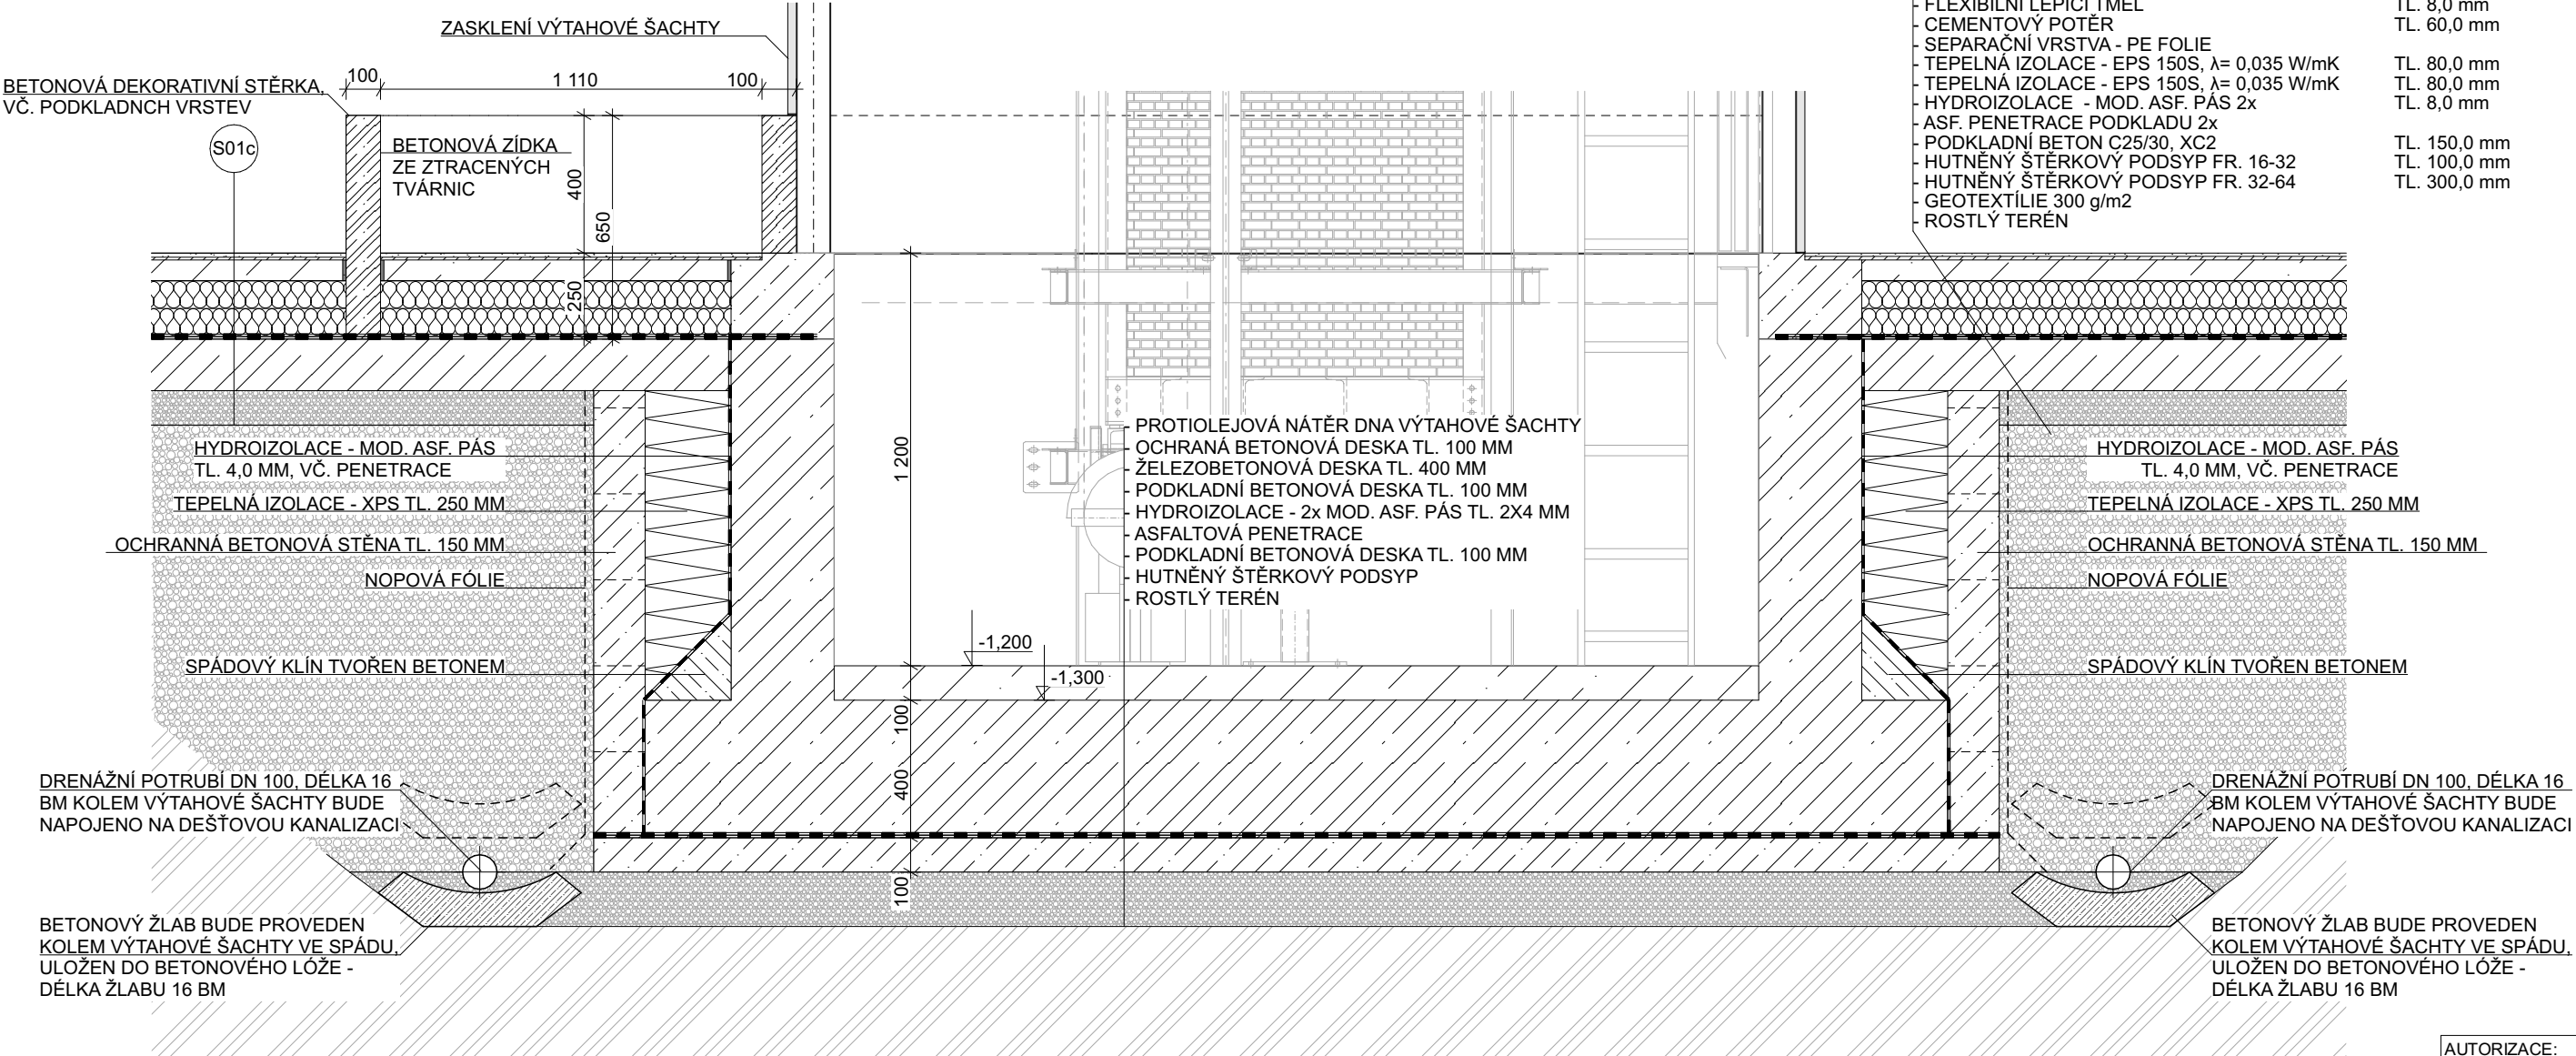 - FLEXIBILNÍ LEPÍCÍ TMEL TL. 8,0 mm
- CEMENTOVÝ POTĚR TL. 60,0 mm
- SEPARAČNÍ VRSTVA - PE FOLIE
- TEPELNÁ IZOLACE - EPS 150S, λ= 0,035 W/mK TL. 80,0 mm
- TEPELNÁ IZOLACE - EPS 150S, λ= 0,035 W/mK TL. 80,0 mm
- HYDROIZOLACE - MOD. ASF. PÁS 2x TL. 8,0 mm
- ASF. PENETRACE PODKLADU 2x
- PODKLADNÍ BETON C25/30, XC2 TL. 150,0 mm
- HUTNĚNÝ ŠTĚRKOVÝ PODSYP FR. 16-32 TL. 100,0 mm
- HUTNĚNÝ ŠTĚRKOVÝ PODSYP FR. 32-64 TL. 300,0 mm
- GEOTEXTÍLIE 300 g/m2
- ROSTLÝ TERÉN
ZASKLENÍ VÝTAHOVÉ ŠACHTY
BETONOVÁ DEKORATIVNÍ STĚRKA,
VČ. PODKLADNCH VRSTEV
100
1 110
100
S01c
BETONOVÁ ZÍDKA
ZE ZTRACENÝCH
TVÁRNIC
400
650
250
1 200
HYDROIZOLACE - MOD. ASF. PÁS
TL. 4,0 MM, VČ. PENETRACE
TEPELNÁ IZOLACE - XPS TL. 250 MM
OCHRANNÁ BETONOVÁ STĚNA TL. 150 MM
NOPOVÁ FÓLIE
SPÁDOVÝ KLÍN TVOŘEN BETONEM
DRENÁŽNÍ POTRUBÍ DN 100, DÉLKA 16
BM KOLEM VÝTAHOVÉ ŠACHTY BUDE
NAPOJENO NA DEŠŤOVOU KANALIZACI
BETONOVÝ ŽLAB BUDE PROVEDEN
KOLEM VÝTAHOVÉ ŠACHTY VE SPÁDU,
ULOŽEN DO BETONOVÉHO LÓŽE -
DÉLKA ŽLABU 16 BM
- PROTIOLEJOVÁ NÁTĚR DNA VÝTAHOVÉ ŠACHTY
- OCHRANÁ BETONOVÁ DESKA TL. 100 MM
- ŽELEZOBETONOVÁ DESKA TL. 400 MM
- PODKLADNÍ BETONOVÁ DESKA TL. 100 MM
- HYDROIZOLACE - 2x MOD. ASF. PÁS TL. 2X4 MM
- ASFALTOVÁ PENETRACE
- PODKLADNÍ BETONOVÁ DESKA TL. 100 MM
- HUTNĚNÝ ŠTĚRKOVÝ PODSYP
- ROSTLÝ TERÉN
-1,200
-1,300
100
400
100
HYDROIZOLACE - MOD. ASF. PÁS
TL. 4,0 MM, VČ. PENETRACE
TEPELNÁ IZOLACE - XPS TL. 250 MM
OCHRANNÁ BETONOVÁ STĚNA TL. 150 MM
NOPOVÁ FÓLIE
SPÁDOVÝ KLÍN TVOŘEN BETONEM
DRENÁŽNÍ POTRUBÍ DN 100, DÉLKA 16
BM KOLEM VÝTAHOVÉ ŠACHTY BUDE
NAPOJENO NA DEŠŤOVOU KANALIZACI
BETONOVÝ ŽLAB BUDE PROVEDEN
KOLEM VÝTAHOVÉ ŠACHTY VE SPÁDU,
ULOŽEN DO BETONOVÉHO LÓŽE -
DÉLKA ŽLABU 16 BM
AUTORIZACE: